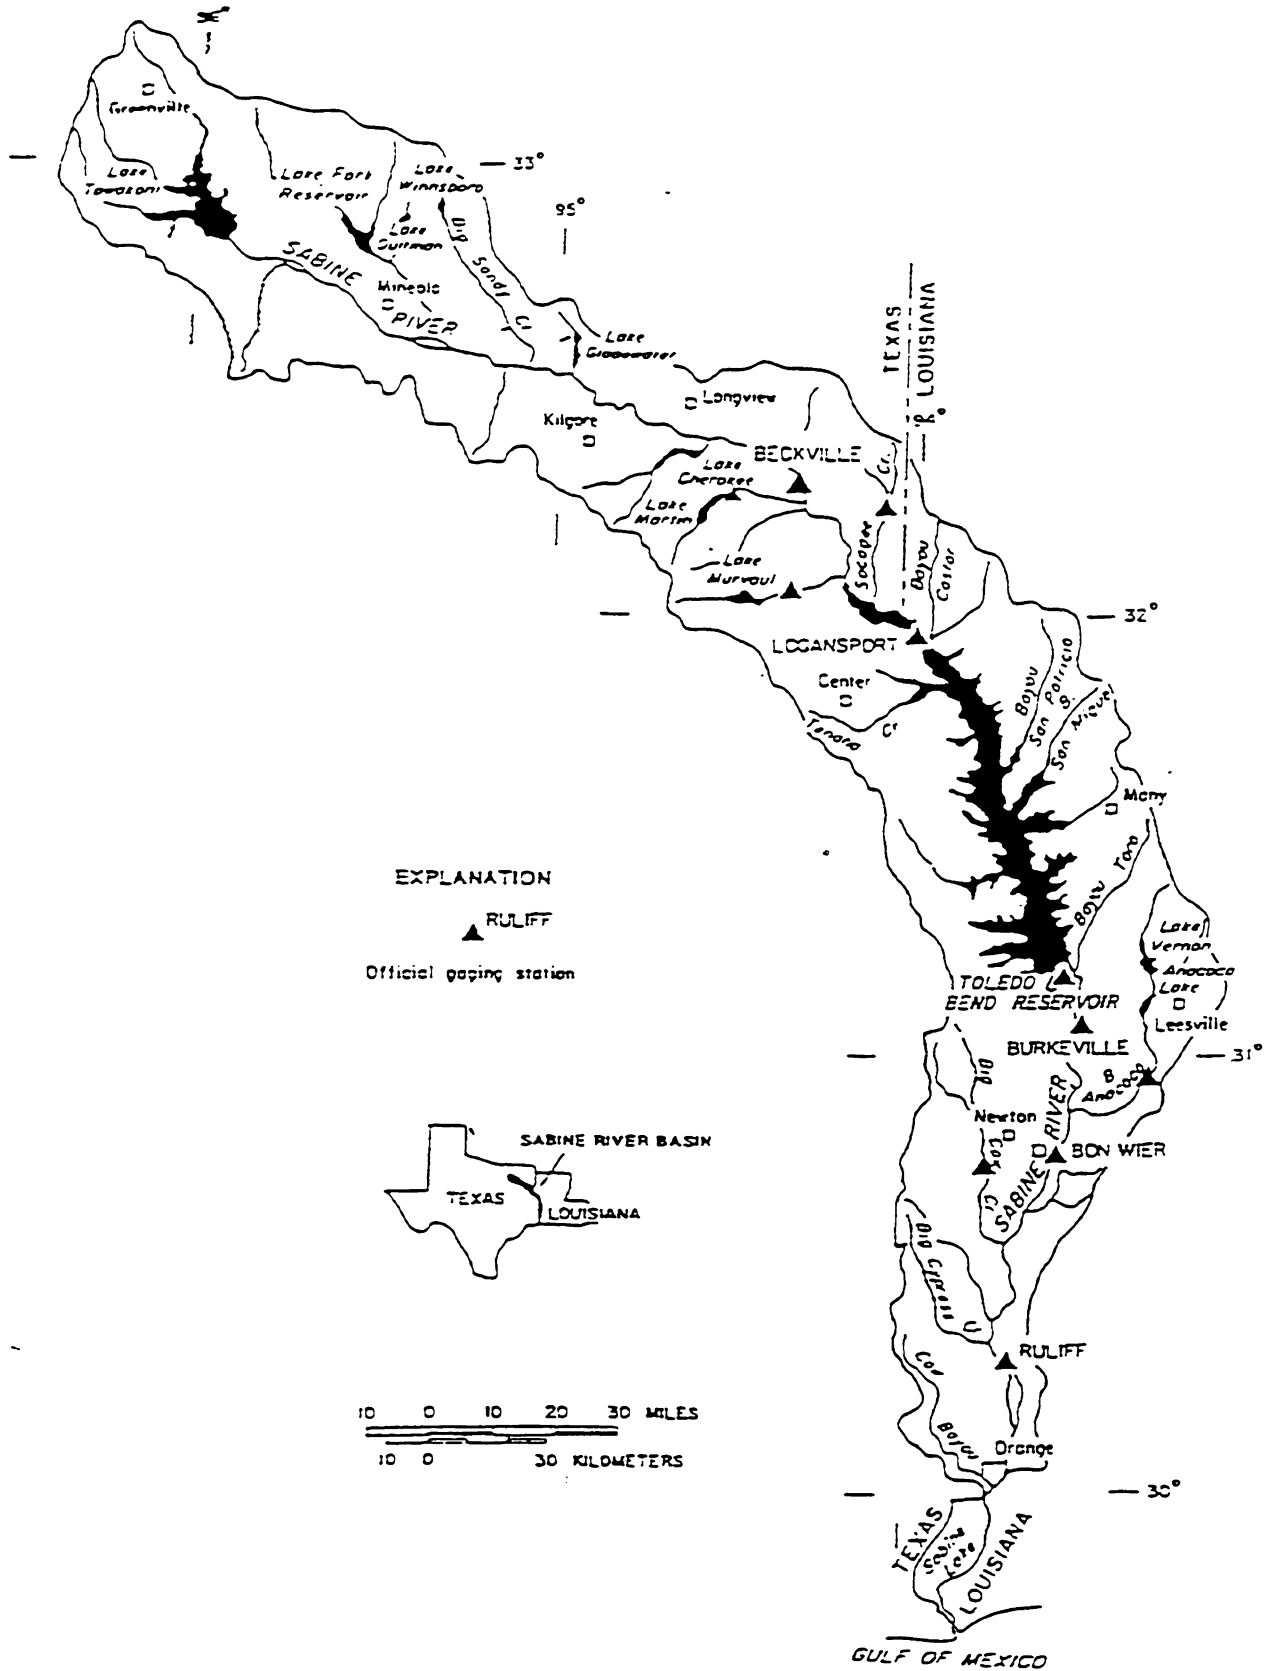 Greenville
Lake
Tawakoni
Lake Fork
Reservoir
Lake
Winnsboro
33°
95°
Lake
Quitman
Big Sandy Cr
SABINE
RIVER
Mineola
Lake
Gladewater
TEXAS
LOUISIANA
Longview
Kilgore
BECKVILLE
Cr.
Lake
Cherokee
Lake
Martin
Socagee
Bayou
Castor
Lake
Murvaul
32°
LOGANSPORT
Center
Tenaha
Cr
Bayou
San Patricio
B.
San Miguel
Many
Bayou Toro
EXPLANATION
RULIFF
Official gaging station
Lake
Vernon
Anacoco
Lake
Leesville
TOLEDO
BEND RESERVOIR
BURKEVILLE
31°
Big
Cow
Cr
B.
Anacoco
Newton
SABINE RIVER
BON WIER
SABINE RIVER BASIN
TEXAS
LOUISIANA
Big Cypress Cr
RULIFF
Cow
Bayou
Orange
10 0 10 20 30 MILES
10 0 30 KILOMETERS
30°
TEXAS
Sabine
Lake
LOUISIANA
GULF OF MEXICO